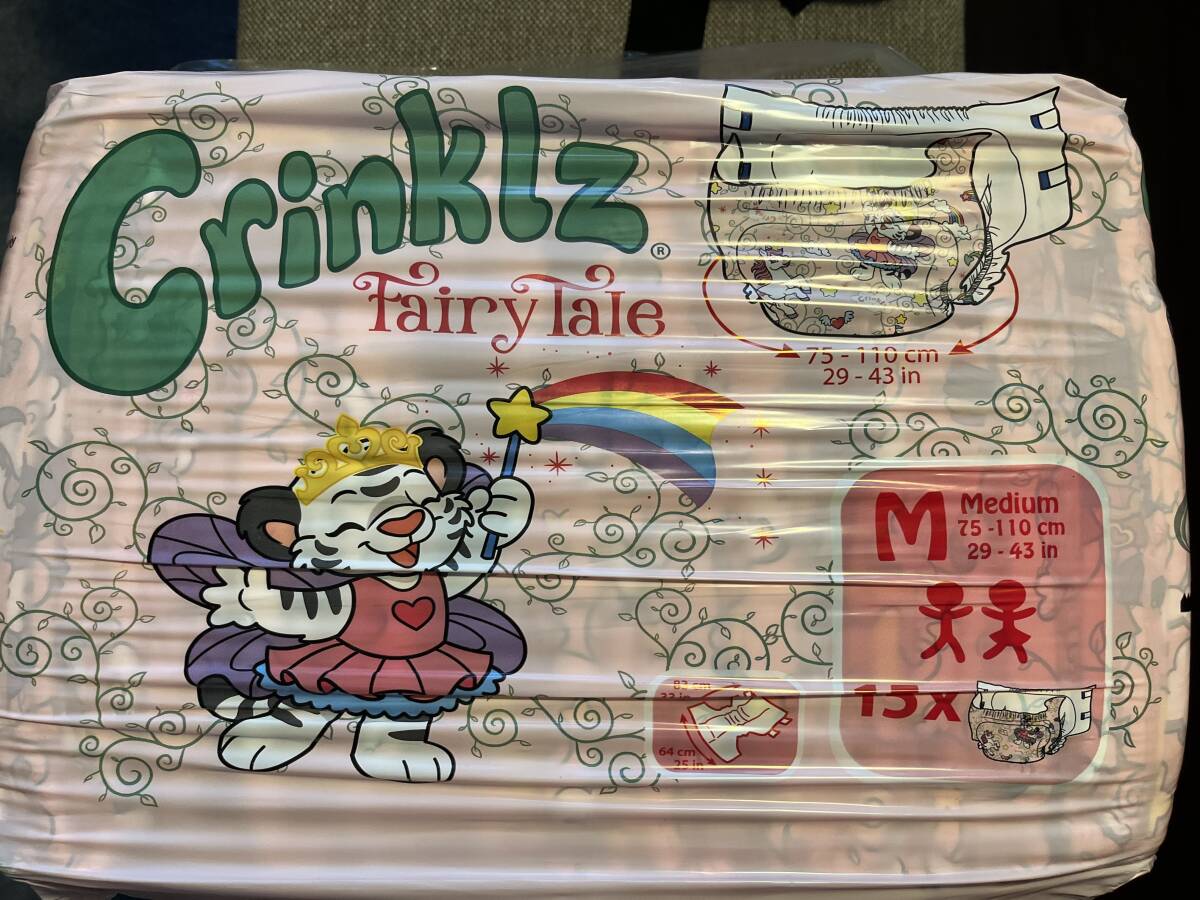 Crinklz®
Fairy Tale
75 - 110 cm
29 - 43 in
M Medium
75 -110 cm
29 - 43 in
15x
64 cm
25 in